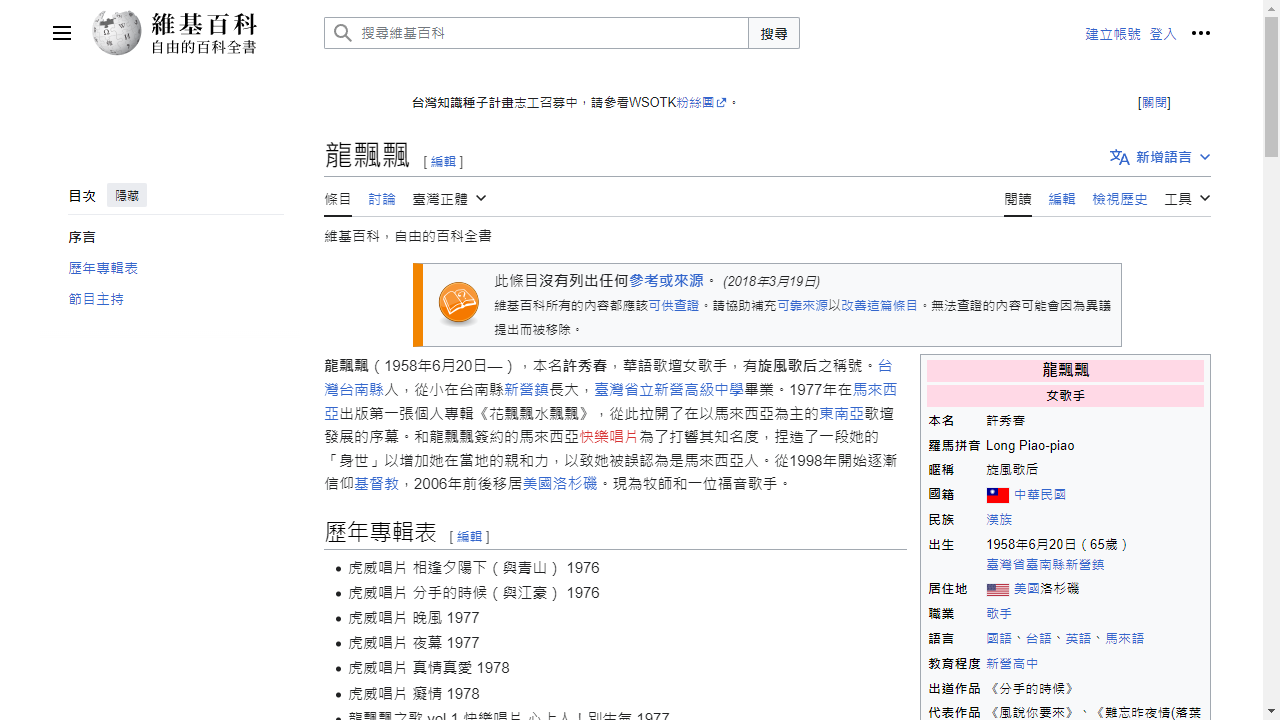 維基百科
自由的百科全書
搜尋維基百科
搜尋
建立帳號 登入
台灣知識種子計畫志工召募中，請參看WSOTK粉絲團。
[關閉]
龍飄飄 [編輯]
新增語言
目次 隱藏
條目 討論 臺灣正體
閱讀 編輯 檢視歷史 工具
序言
歷年專輯表
節目主持
維基百科，自由的百科全書
此條目沒有列出任何參考或來源。 (2018年3月19日)
維基百科所有的內容都應該可供查證。請協助補充可靠來源以改善這篇條目。無法查證的內容可能會因為異議
提出而被移除。
龍飄飄（1958年6月20日—），本名許秀春，華語歌壇女歌手，有旋風歌后之稱號。台
灣台南縣人，從小在台南縣新營鎮長大，臺灣省立新營高級中學畢業。1977年在馬來西
亞出版第一張個人專輯《花飄飄水飄飄》，從此拉開了在以馬來西亞為主的東南亞歌壇
發展的序幕。和龍飄飄簽約的馬來西亞快樂唱片為了打響其知名度，捏造了一段她的
「身世」以增加她在當地的親和力，以致她被誤認為是馬來西亞人。從1998年開始逐漸
信仰基督教，2006年前後移居美國洛杉磯。現為牧師和一位福音歌手。
歷年專輯表 [編輯]
虎威唱片 相逢夕陽下（與青山） 1976
虎威唱片 分手的時候（與江豪） 1976
虎威唱片 晚風 1977
虎威唱片 夜幕 1977
虎威唱片 真情真愛 1978
虎威唱片 癡情 1978
龍飄飄之歌 vol.1 快樂唱片 心上人！別生氣 1977
龍飄飄
女歌手
本名 許秀春
羅馬拼音 Long Piao-piao
暱稱 旋風歌后
國籍 中華民國
民族 漢族
出生 1958年6月20日（65歲）
臺灣省臺南縣新營鎮
居住地 美國洛杉磯
職業 歌手
語言 國語、台語、英語、馬來語
教育程度 新營高中
出道作品 《分手的時候》
代表作品 《風說你要來》、《難忘昨夜情(落葉